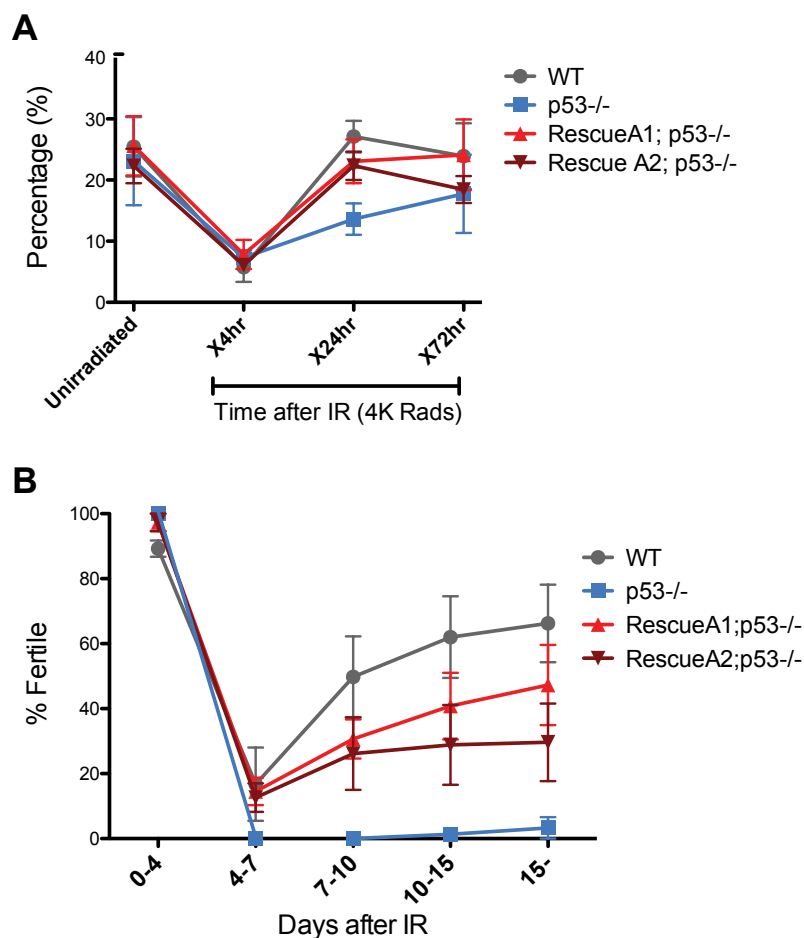 A
Percentage (%)
40
30
20
10
0
Unirradiated
X4hr
X24hr
X72hr
Time after IR (4K Rads)
WT
p53-/-
RescueA1; p53-/-
Rescue A2; p53-/-
B
% Fertile
100
80
60
40
20
0
0-4
4-7
7-10
10-15
15-
Days after IR
WT
p53-/-
RescueA1;p53-/-
RescueA2;p53-/-